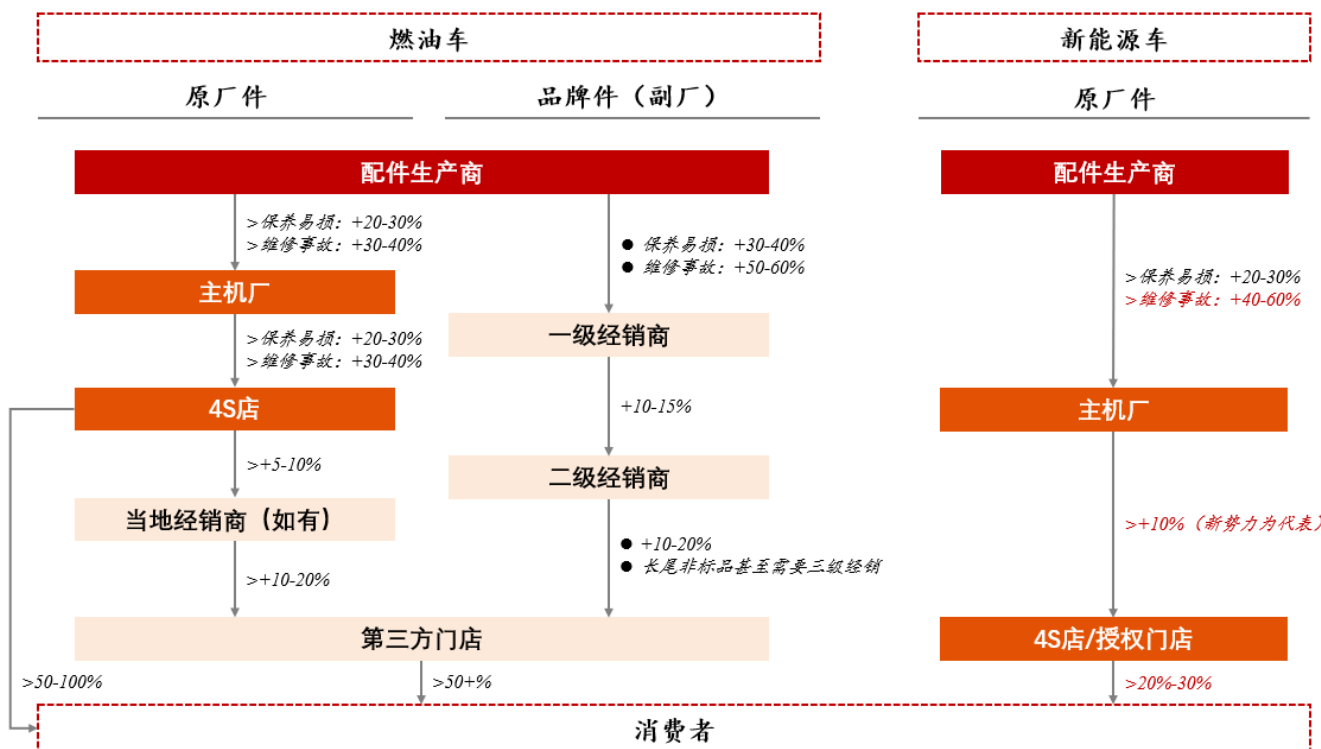 燃油车
新能源车
原厂件
品牌件（副厂）
原厂件
配件生产商
配件生产商
>保养易损：+20-30%
>维修事故：+30-40%
● 保养易损：+30-40%
● 维修事故：+50-60%
>保养易损：+20-30%
>维修事故：+40-60%
主机厂
一级经销商
>保养易损：+20-30%
>维修事故：+30-40%
4S店
+10-15%
主机厂
>+5-10%
二级经销商
当地经销商（如有）
>+10%（新势力为代表）
● +10-20%
● 长尾非标品甚至需要三级经销
>+10-20%
第三方门店
4S店/授权门店
>50-100%
>50+%
>20%-30%
消费者